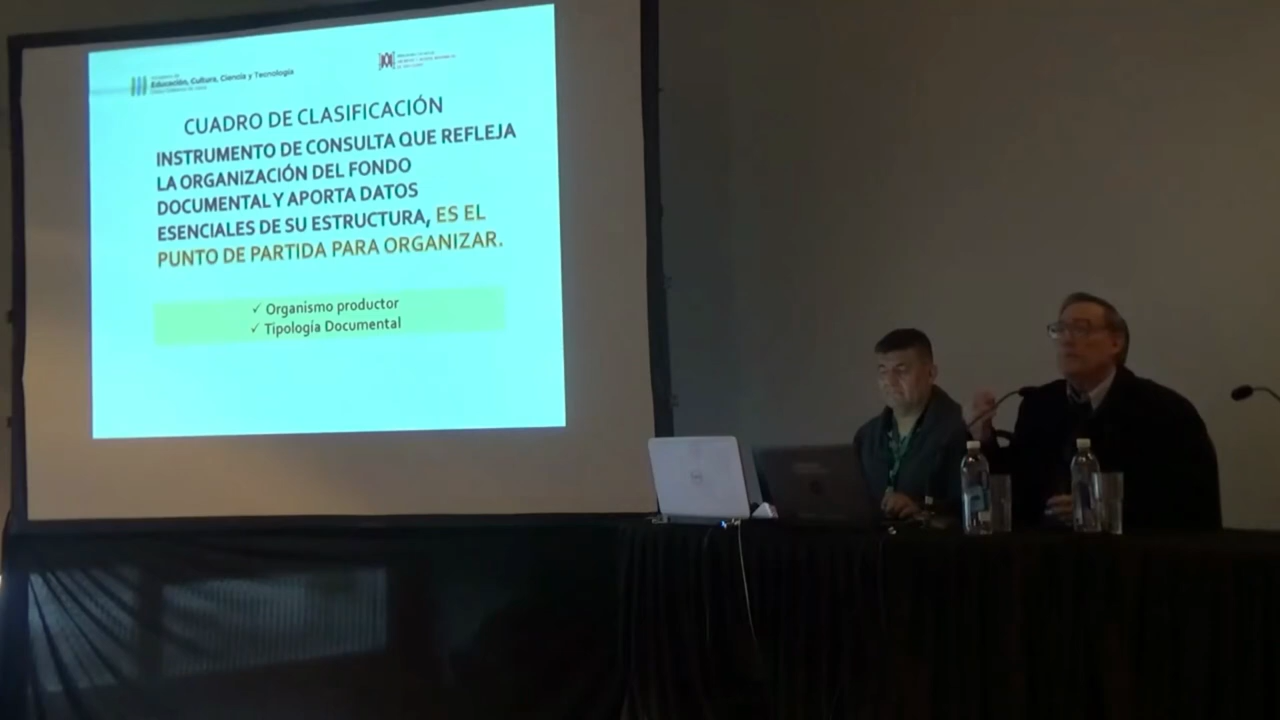 Educación, Cultura, Ciencia y Tecnología
CUADRO DE CLASIFICACIÓN
INSTRUMENTO DE CONSULTA QUE REFLEJA
LA ORGANIZACIÓN DEL FONDO
DOCUMENTAL Y APORTA DATOS
ESENCIALES DE SU ESTRUCTURA, ES EL
PUNTO DE PARTIDA PARA ORGANIZAR.
✓ Organismo productor
✓ Tipología Documental